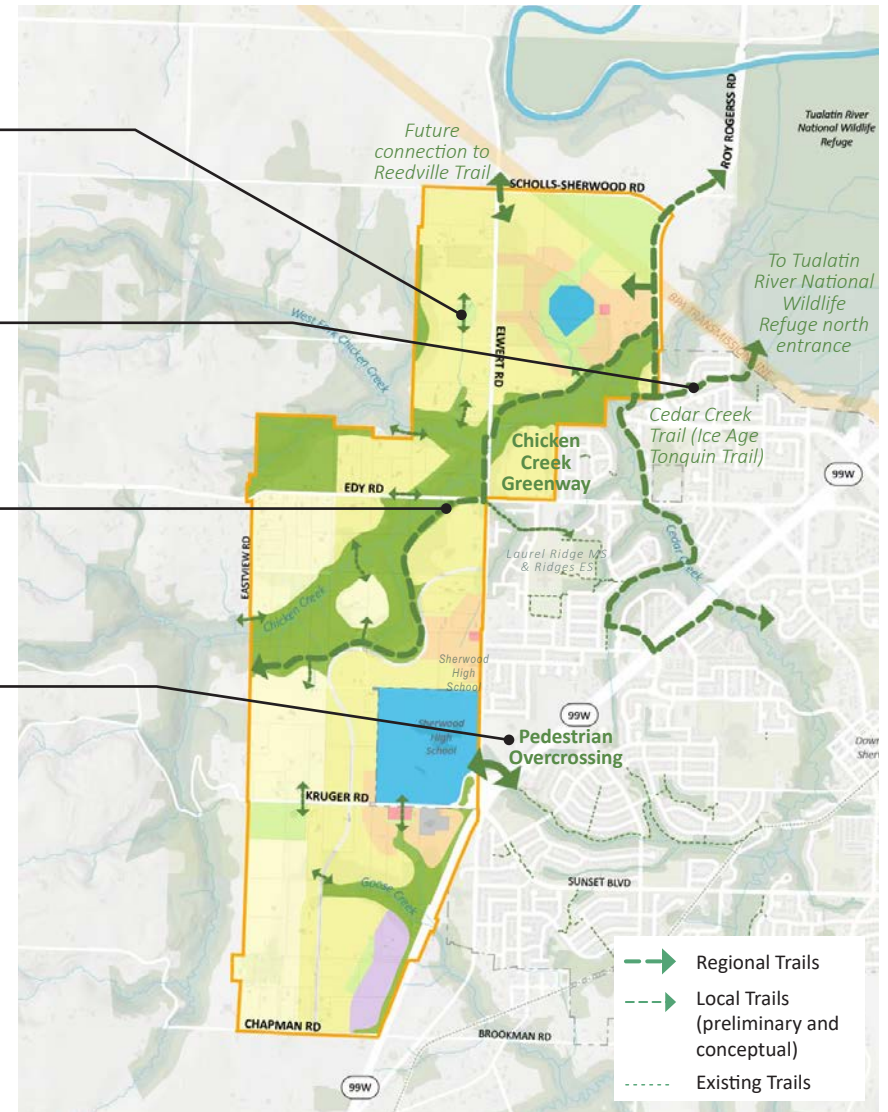 ROY ROGERSS RD
Tualatin River
National Wildlife
Refuge
Future
connection to
Reedville Trail
SCHOLLS-SHERWOOD RD
To Tualatin
River National
Wildlife
Refuge north
entrance
BPA TRANSMISSION LINE
West Fork Chicken Creek
ELWERT RD
Cedar Creek
Trail (Ice Age
Tonquin Trail)
Chicken
Creek
Greenway
99W
EDY RD
Cedar Creek
Laurel Ridge MS
& Ridges ES
EASTVIEW RD
Chicken Creek
Sherwood
High
School
99W
Sherwood
High
School
Pedestrian
Overcrossing
KRUGER RD
Goose Creek
SUNSET BLVD
CHAPMAN RD
BROOKMAN RD
99W
Regional Trails
Local Trails
(preliminary and
conceptual)
Existing Trails